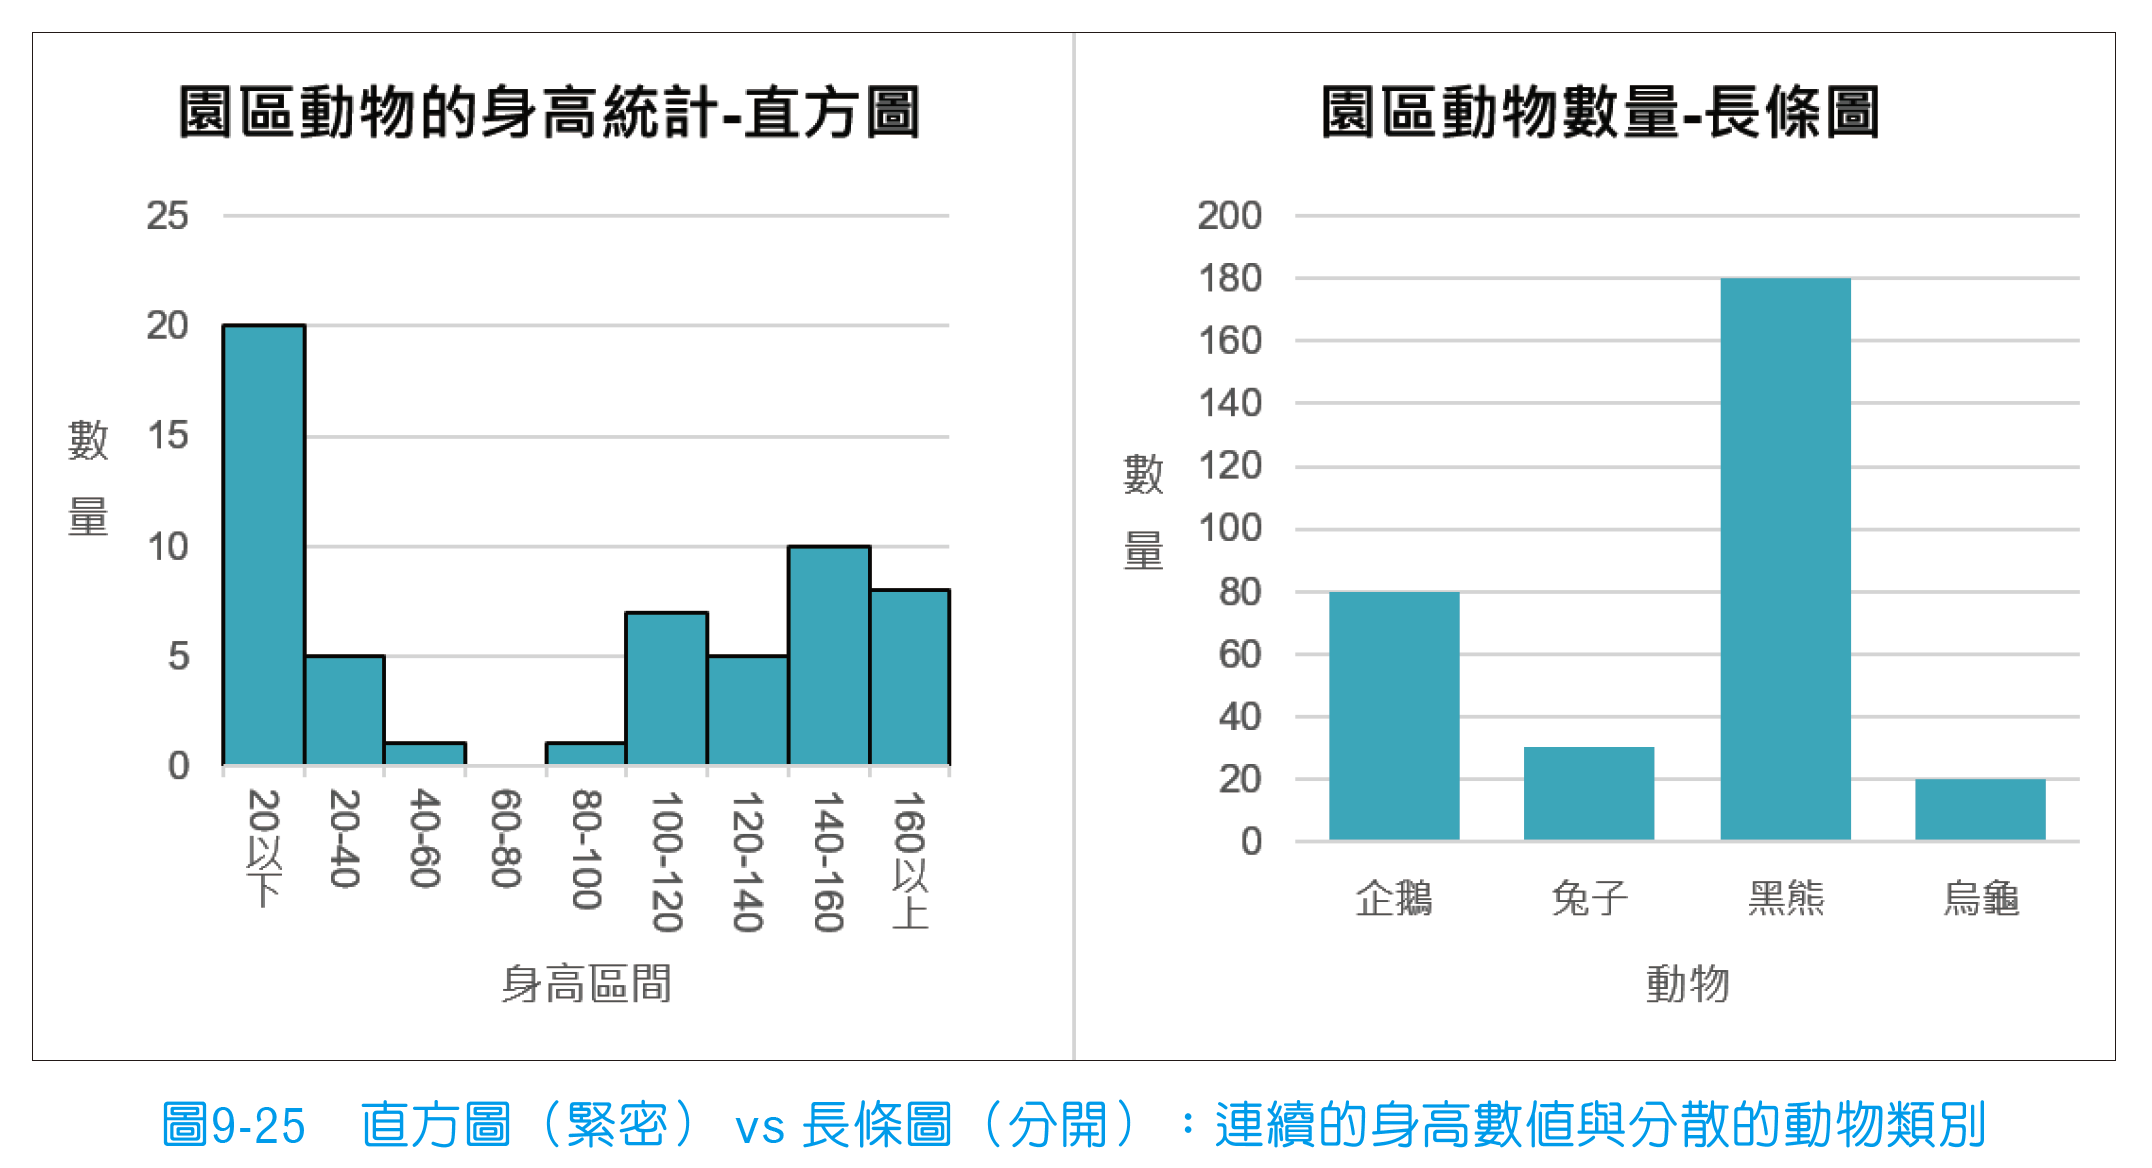 園區動物的身高統計-直方圖
25
20
15
10
5
0
數量
20以下
20-40
40-60
60-80
80-100
100-120
120-140
140-160
160以上
身高區間
園區動物數量-長條圖
200
180
160
140
120
100
80
60
40
20
0
數量
企鵝
兔子
黑熊
烏龜
動物
圖9-25 直方圖（緊密） vs 長條圖（分開）：連續的身高數值與分散的動物類別